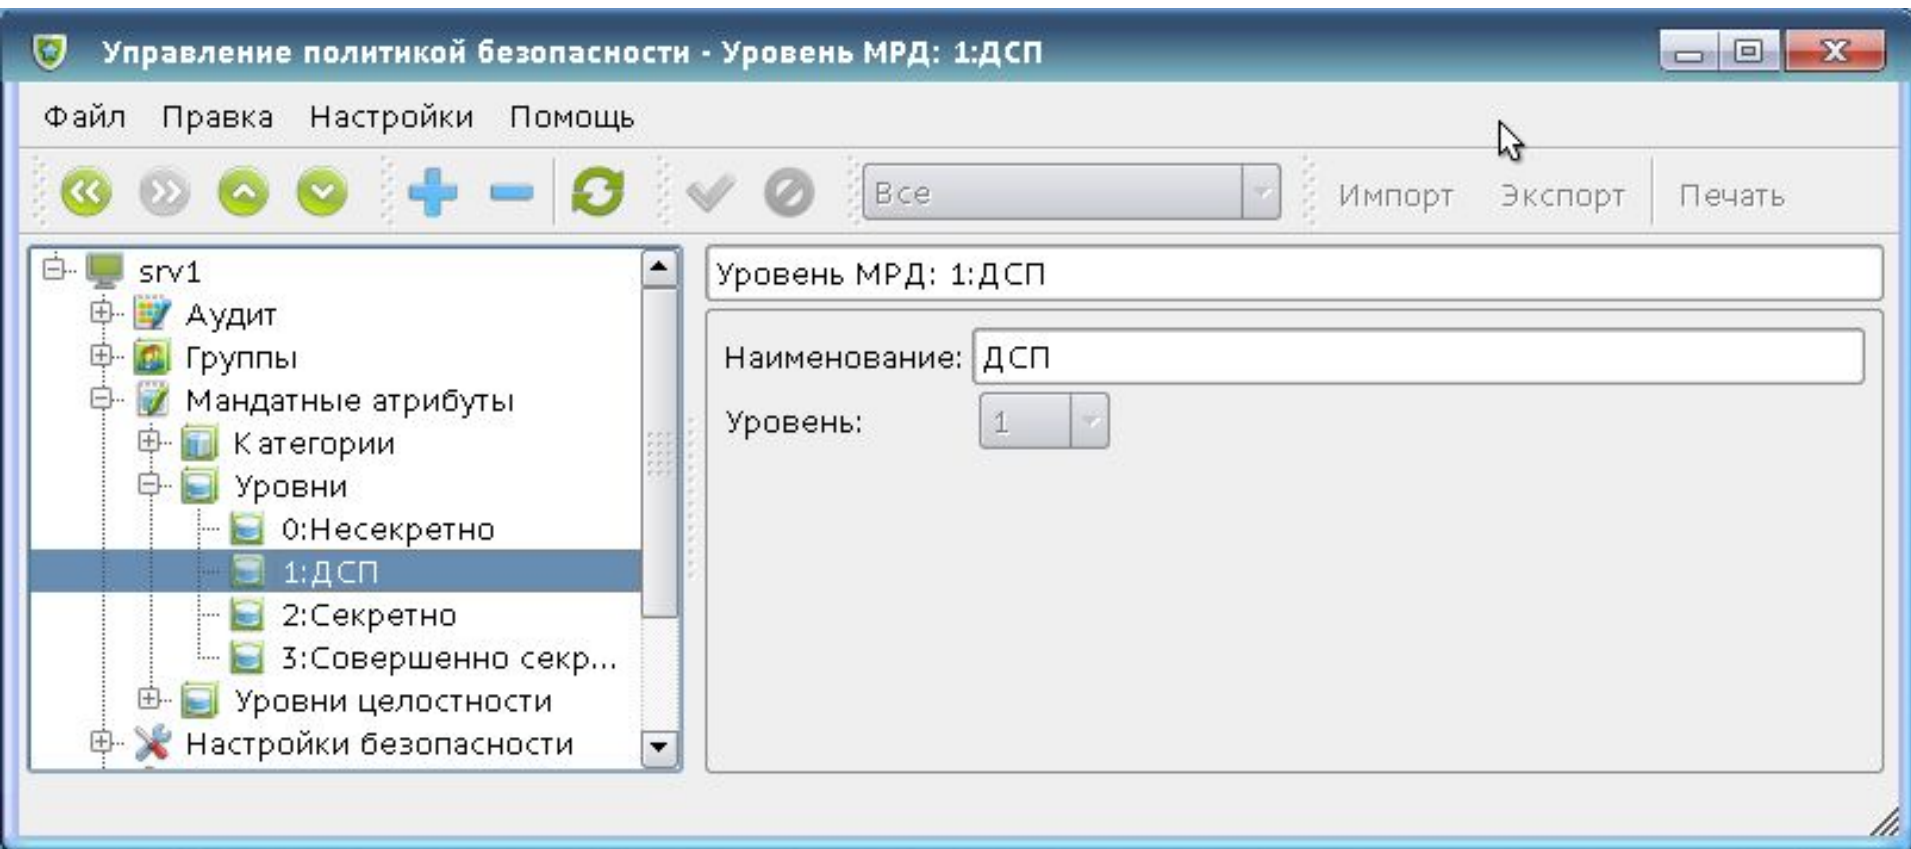 Управление политикой безопасности - Уровень МРД: 1:ДСП
Файл Правка Настройки Помощь
Все Импорт Экспорт Печать
srv1
Аудит
Группы
Мандатные атрибуты
Категории
Уровни
0:Несекретно
1:ДСП
2:Секретно
3:Совершенно секр...
Уровни целостности
Настройки безопасности
Уровень МРД: 1:ДСП
Наименование: ДСП
Уровень: 1